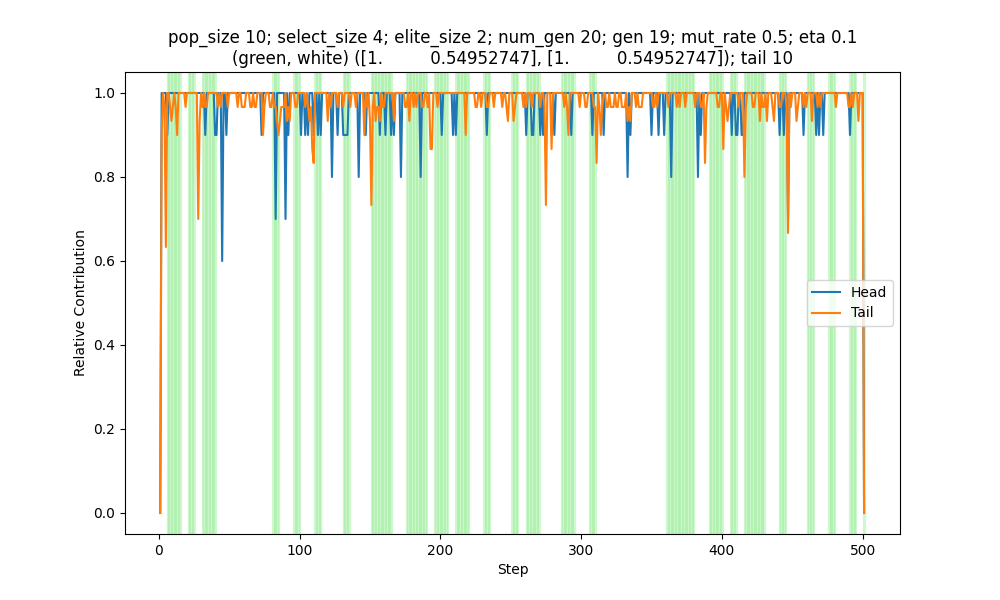 pop_size 10; select_size 4; elite_size 2; num_gen 20; gen 19; mut_rate 0.5; eta 0.1
(green, white) ([1. 0.54952747], [1. 0.54952747]); tail 10
1.0
0.8
0.6
0.4
0.2
0.0
Relative Contribution
Head
Tail
0 100 200 300 400 500
Step